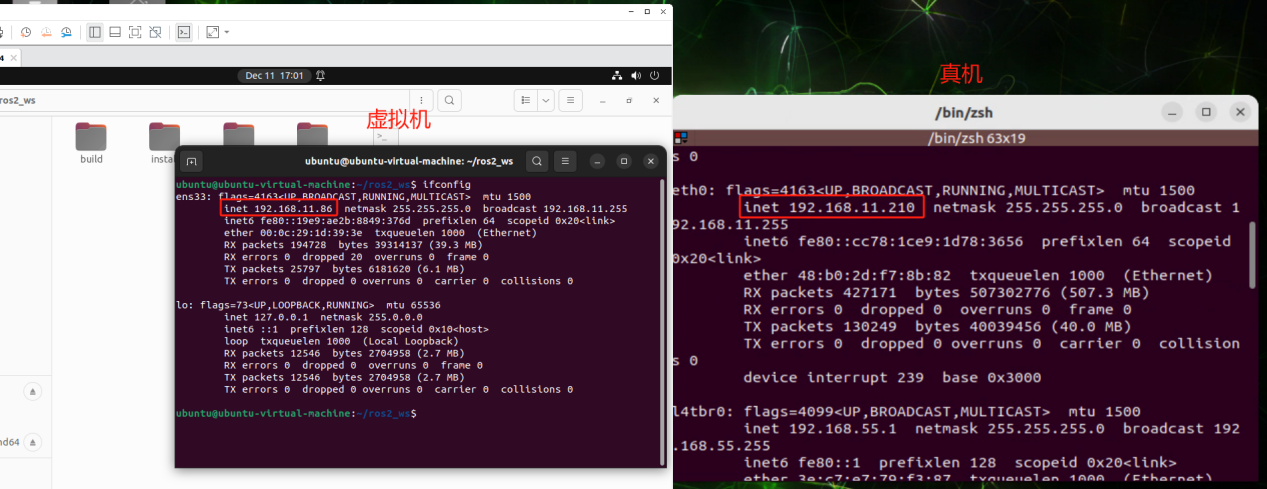 4
Dec 11 17:01
ros2_ws
虚拟机
build
instal
ubuntu@ubuntu-virtual-machine: ~/ros2_ws
ubuntu@ubuntu-virtual-machine:~/ros2_ws$ ifconfig
ens33: flags=4163<UP,BROADCAST,RUNNING,MULTICAST>  mtu 1500
inet 192.168.11.86  netmask 255.255.255.0  broadcast 192.168.11.255
inet6 fe80::19e9:ae2b:8849:376d  prefixlen 64  scopeid 0x20<link>
ether 00:0c:29:1d:39:3e  txqueuelen 1000  (Ethernet)
RX packets 194728  bytes 39314137 (39.3 MB)
RX errors 0  dropped 20  overruns 0  frame 0
TX packets 25797  bytes 6181620 (6.1 MB)
TX errors 0  dropped 0 overruns 0  carrier 0  collisions 0
lo: flags=73<UP,LOOPBACK,RUNNING>  mtu 65536
inet 127.0.0.1  netmask 255.0.0.0
inet6 ::1  prefixlen 128  scopeid 0x10<host>
loop  txqueuelen 1000  (Local Loopback)
RX packets 12546  bytes 2704958 (2.7 MB)
RX errors 0  dropped 0  overruns 0  frame 0
TX packets 12546  bytes 2704958 (2.7 MB)
TX errors 0  dropped 0 overruns 0  carrier 0  collisions 0
ubuntu@ubuntu-virtual-machine:~/ros2_ws$
nd64
真机
/bin/zsh
/bin/zsh 63x19
s 0
eth0: flags=4163<UP,BROADCAST,RUNNING,MULTICAST>  mtu 1500
inet 192.168.11.210  netmask 255.255.255.0  broadcast 1
92.168.11.255
inet6 fe80::cc78:1ce9:1d78:3656  prefixlen 64  scopeid
0x20<link>
ether 48:b0:2d:f7:8b:82  txqueuelen 1000  (Ethernet)
RX packets 427171  bytes 507302776 (507.3 MB)
RX errors 0  dropped 0  overruns 0  frame 0
TX packets 130249  bytes 40039456 (40.0 MB)
TX errors 0  dropped 0 overruns 0  carrier 0  collision
s 0
device interrupt 239  base 0x3000
l4tbr0: flags=4099<UP,BROADCAST,MULTICAST>  mtu 1500
inet 192.168.55.1  netmask 255.255.255.0  broadcast 192
.168.55.255
inet6 fe80::1  prefixlen 128  scopeid 0x20<link>
ether 3e:c7:e7:79:f3:87  txqueuelen 1000  (Ethernet)